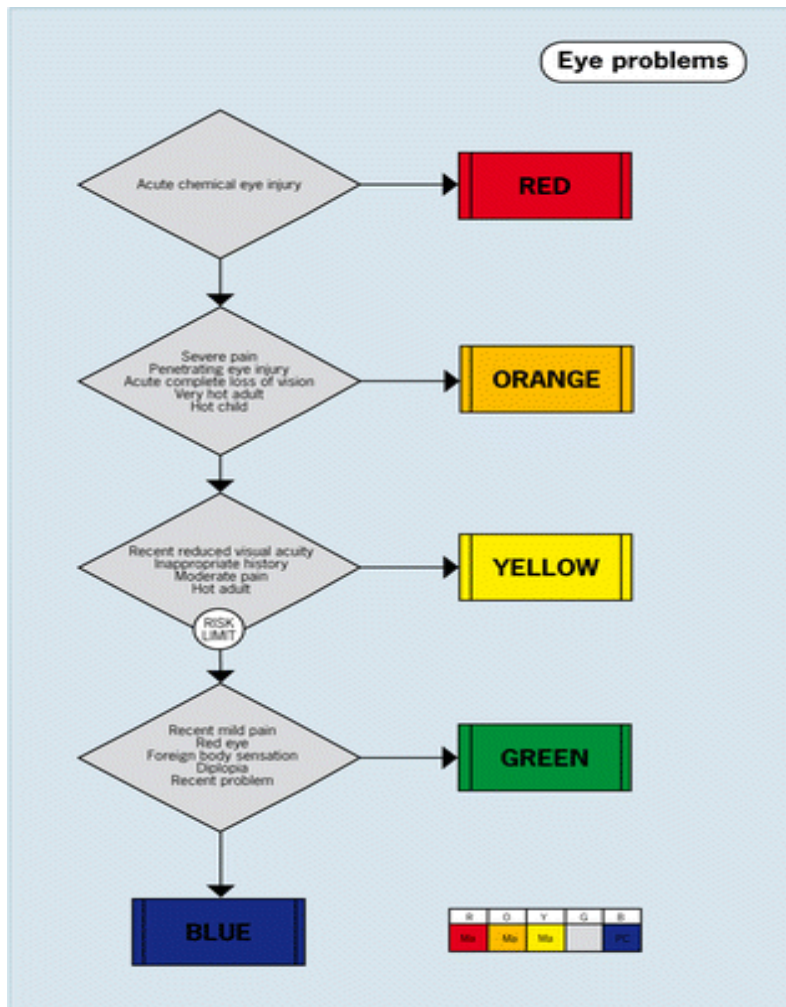 Eye problems
Acute chemical eye injury
RED
Severe pain
Penetrating eye injury
Acute complete loss of vision
Very hot adult
Hot child
ORANGE
Recent reduced visual acuity
Inappropriate history
Moderate pain
Hot adult
YELLOW
RISK
LIMIT
Recent mild pain
Red eye
Foreign body sensation
Diplopia
Recent problem
GREEN
BLUE
R O Y G B
Ma Ma PC